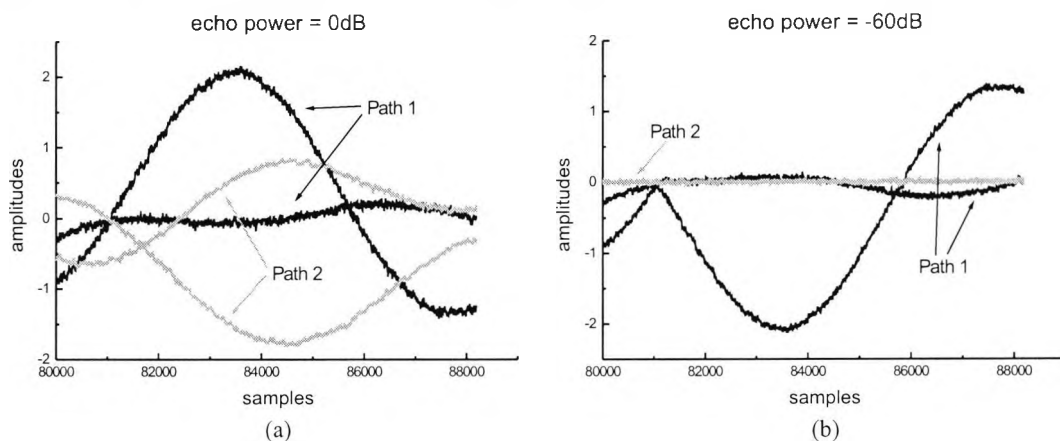 echo power = 0dB
2
1
0
-1
-2
amplitudes
Path 1
Path 2
80000 82000 84000 86000 88000
samples
(a)
echo power = -60dB
2
1
0
-1
-2
amplitudes
Path 2
Path 1
80000 82000 84000 86000 88000
samples
(b)